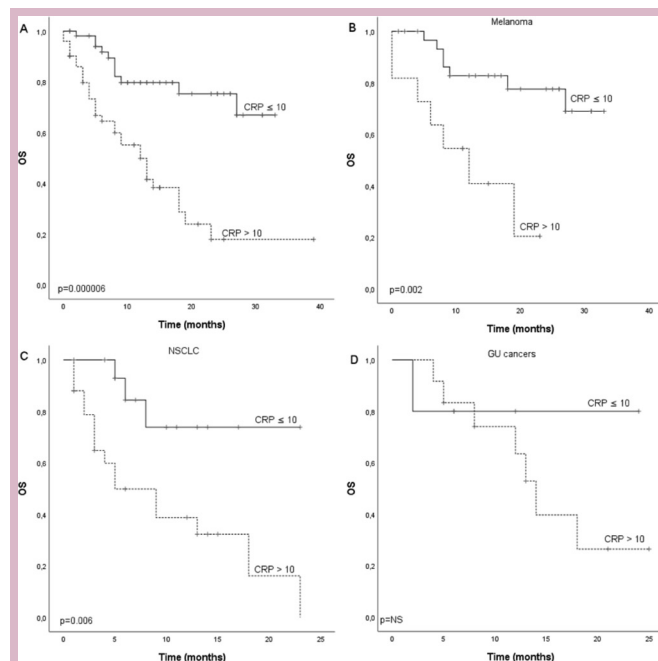 A
1,0
0,8
0,6
0,4
0,2
0,0
OS
CRP ≤ 10
CRP > 10
p=0.000006
0
10
20
30
40
Time (months)
B
Melanoma
1,0
0,8
0,6
0,4
0,2
0,0
OS
CRP ≤ 10
CRP > 10
p=0.002
0
10
20
30
40
Time (months)
C
NSCLC
1,0
0,8
0,6
0,4
0,2
0,0
OS
CRP ≤ 10
CRP > 10
p=0.006
0
5
10
15
20
25
Time (months)
D
GU cancers
1,0
0,8
0,6
0,4
0,2
0,0
OS
CRP ≤ 10
CRP > 10
p=NS
0
5
10
15
20
25
Time (months)